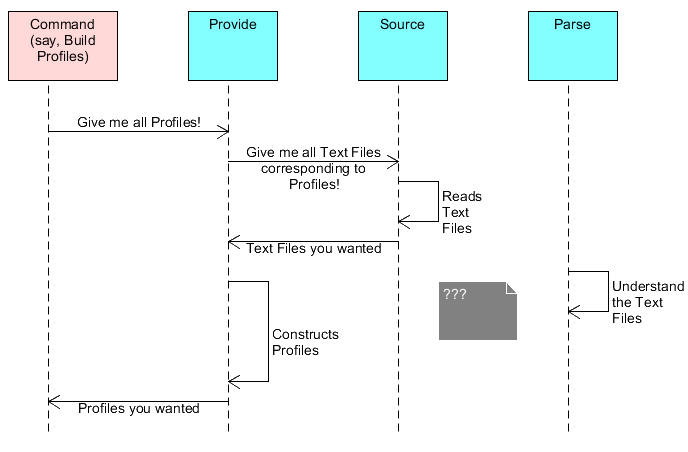 Command
(say, Build
Profiles)
Provide
Source
Parse
Give me all Profiles!
Give me all Text Files
corresponding to
Profiles!
Reads
Text
Files
Text Files you wanted
???
Understand
the Text
Files
Constructs
Profiles
Profiles you wanted